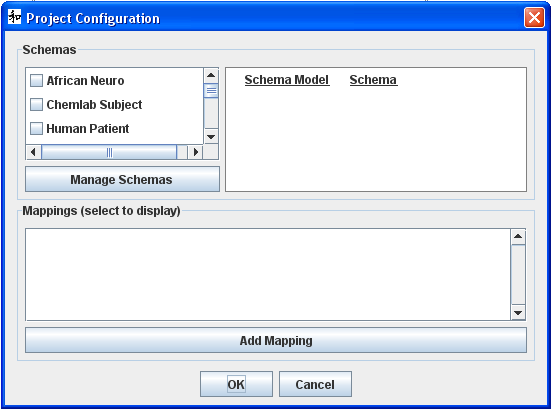 和 Project Configuration
Schemas
African Neuro
Chemlab Subject
Human Patient
Schema Model Schema
Manage Schemas
Mappings (select to display)
Add Mapping
OK Cancel